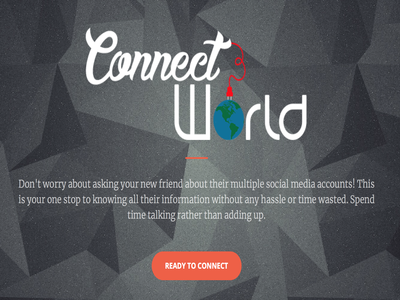 Connect
World
Don't worry about asking your new friend about their multiple social media accounts! This
is your one stop to knowing all their information without any hassle or time wasted. Spend
time talking rather than adding up.
READY TO CONNECT